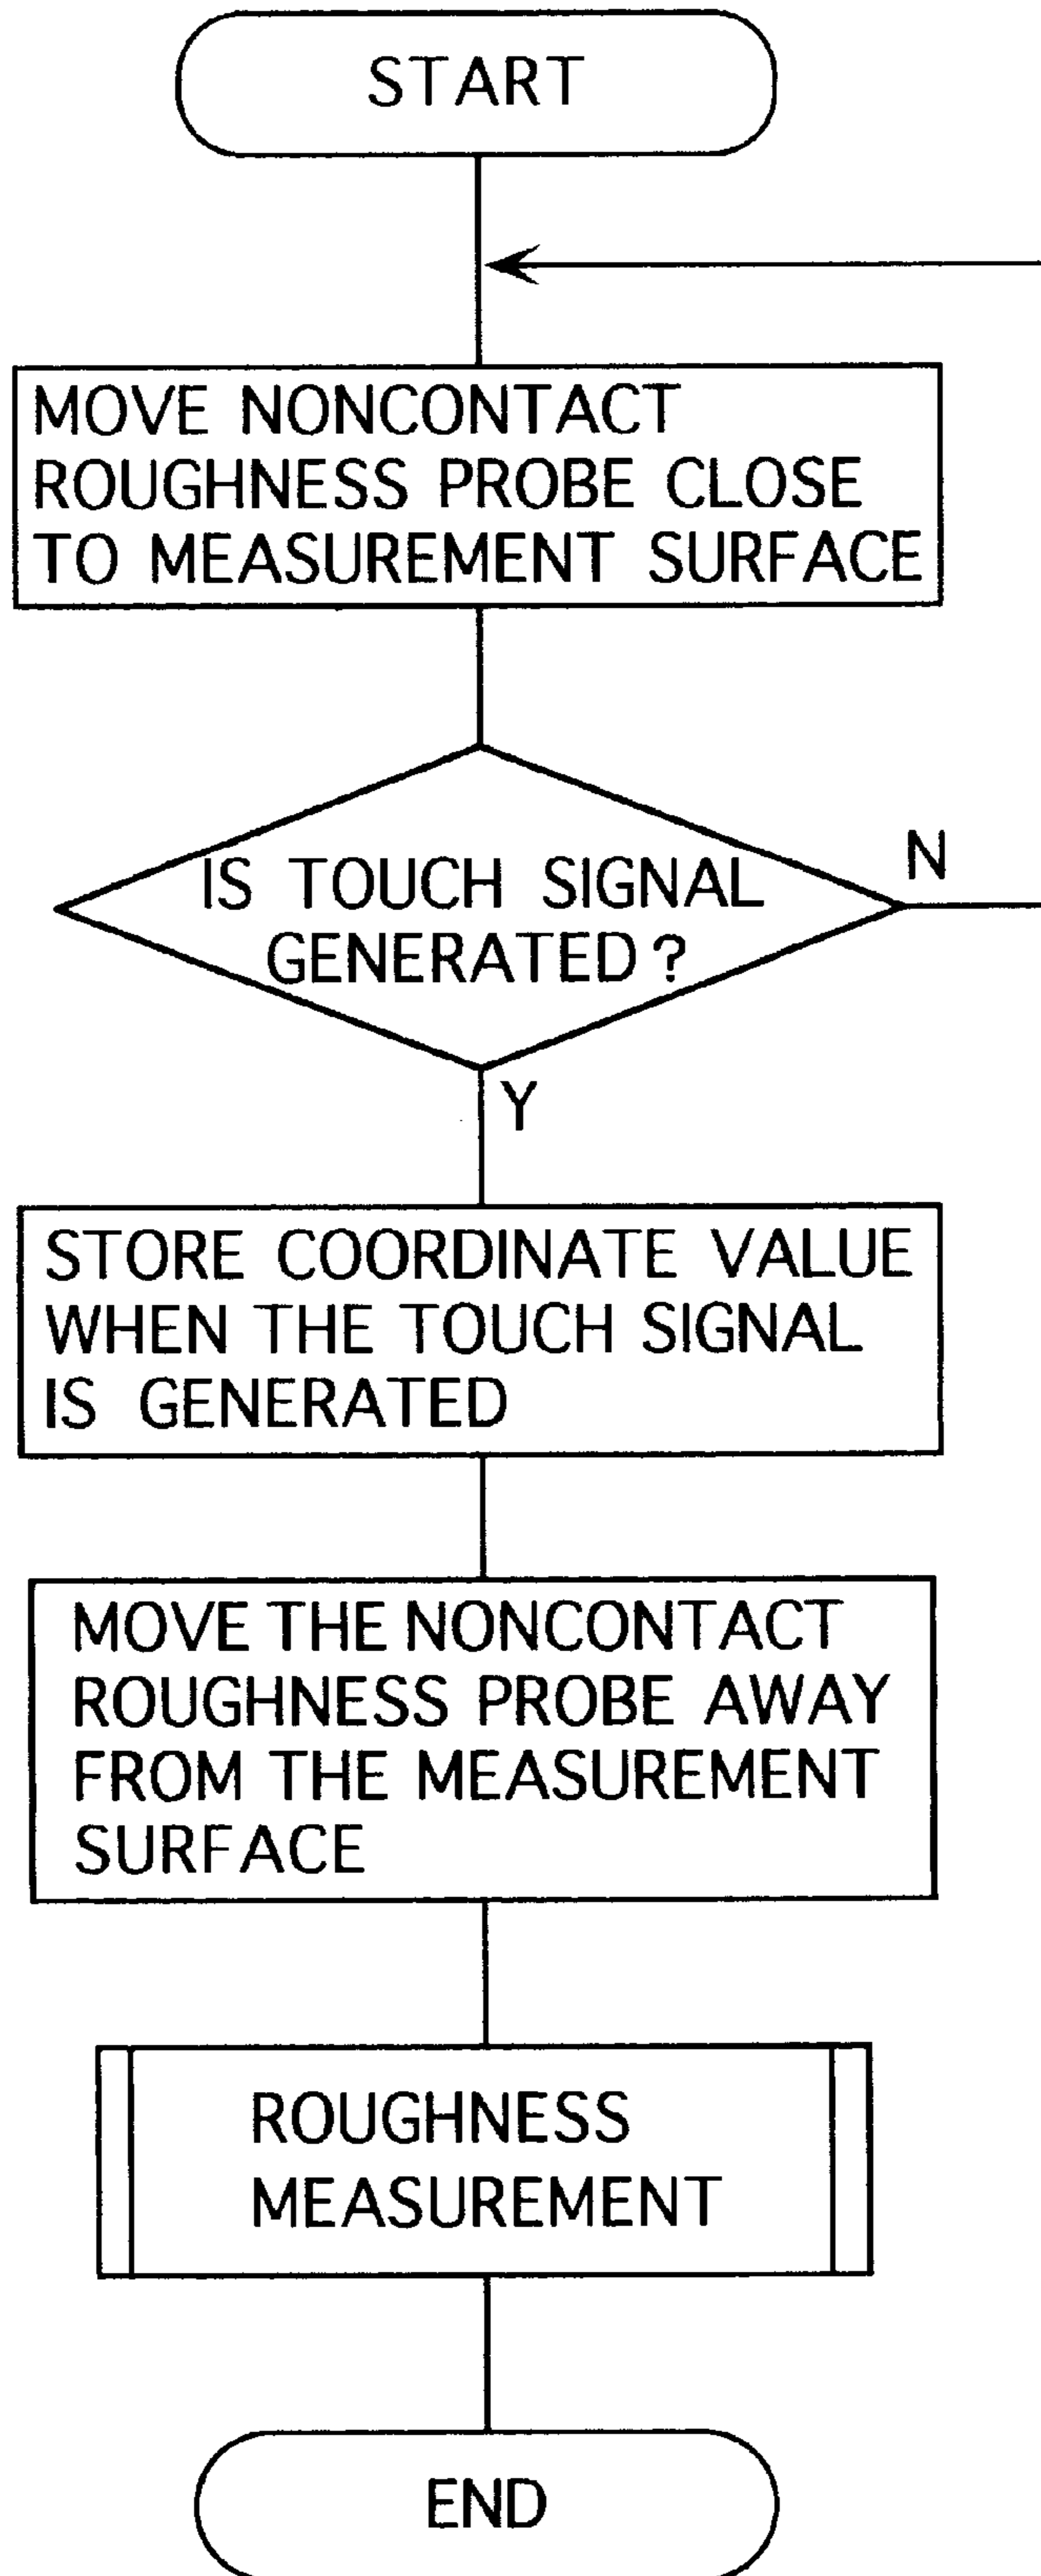 START
MOVE NONCONTACT
ROUGHNESS PROBE CLOSE
TO MEASUREMENT SURFACE
IS TOUCH SIGNAL
GENERATED?
N
Y
STORE COORDINATE VALUE
WHEN THE TOUCH SIGNAL
IS GENERATED
MOVE THE NONCONTACT
ROUGHNESS PROBE AWAY
FROM THE MEASUREMENT
SURFACE
ROUGHNESS
MEASUREMENT
END